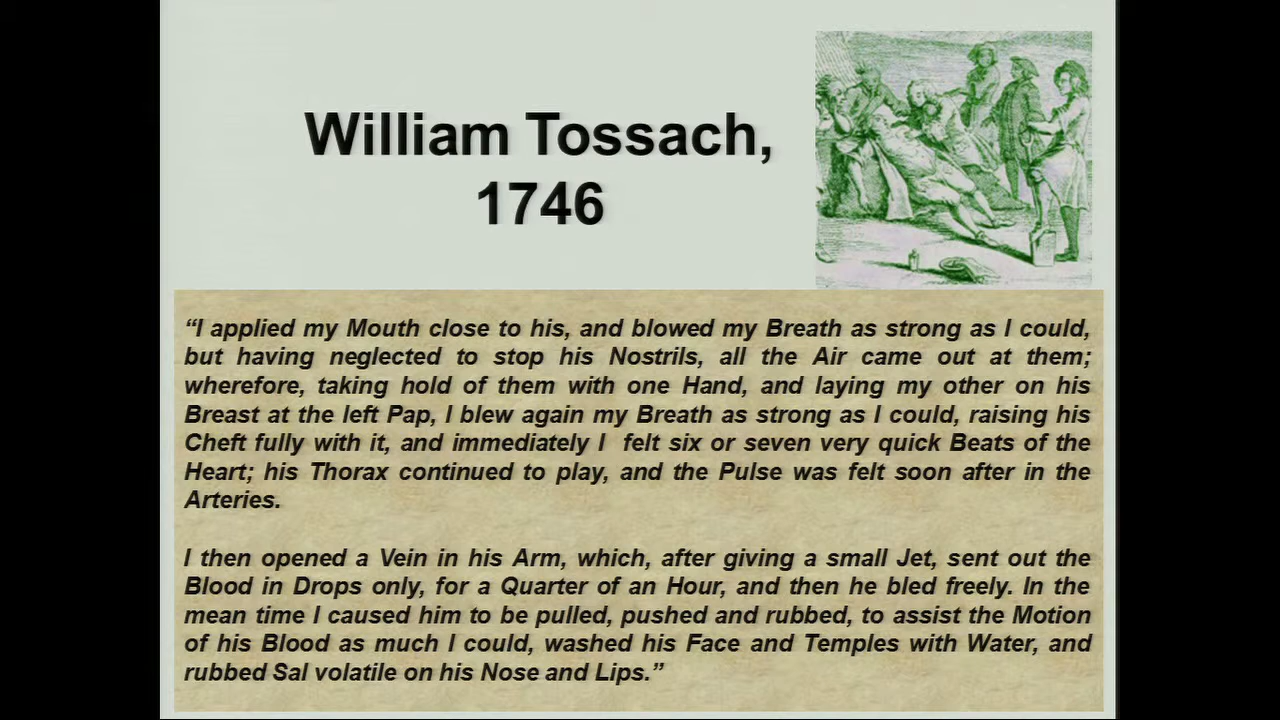 William Tossach,
1746
“I applied my Mouth close to his, and blowed my Breath as strong as I could,
but having neglected to stop his Nostrils, all the Air came out at them;
wherefore, taking hold of them with one Hand, and laying my other on his
Breast at the left Pap, I blew again my Breath as strong as I could, raising his
Cheft fully with it, and immediately I felt six or seven very quick Beats of the
Heart; his Thorax continued to play, and the Pulse was felt soon after in the
Arteries.
I then opened a Vein in his Arm, which, after giving a small Jet, sent out the
Blood in Drops only, for a Quarter of an Hour, and then he bled freely. In the
mean time I caused him to be pulled, pushed and rubbed, to assist the Motion
of his Blood as much I could, washed his Face and Temples with Water, and
rubbed Sal volatile on his Nose and Lips.”